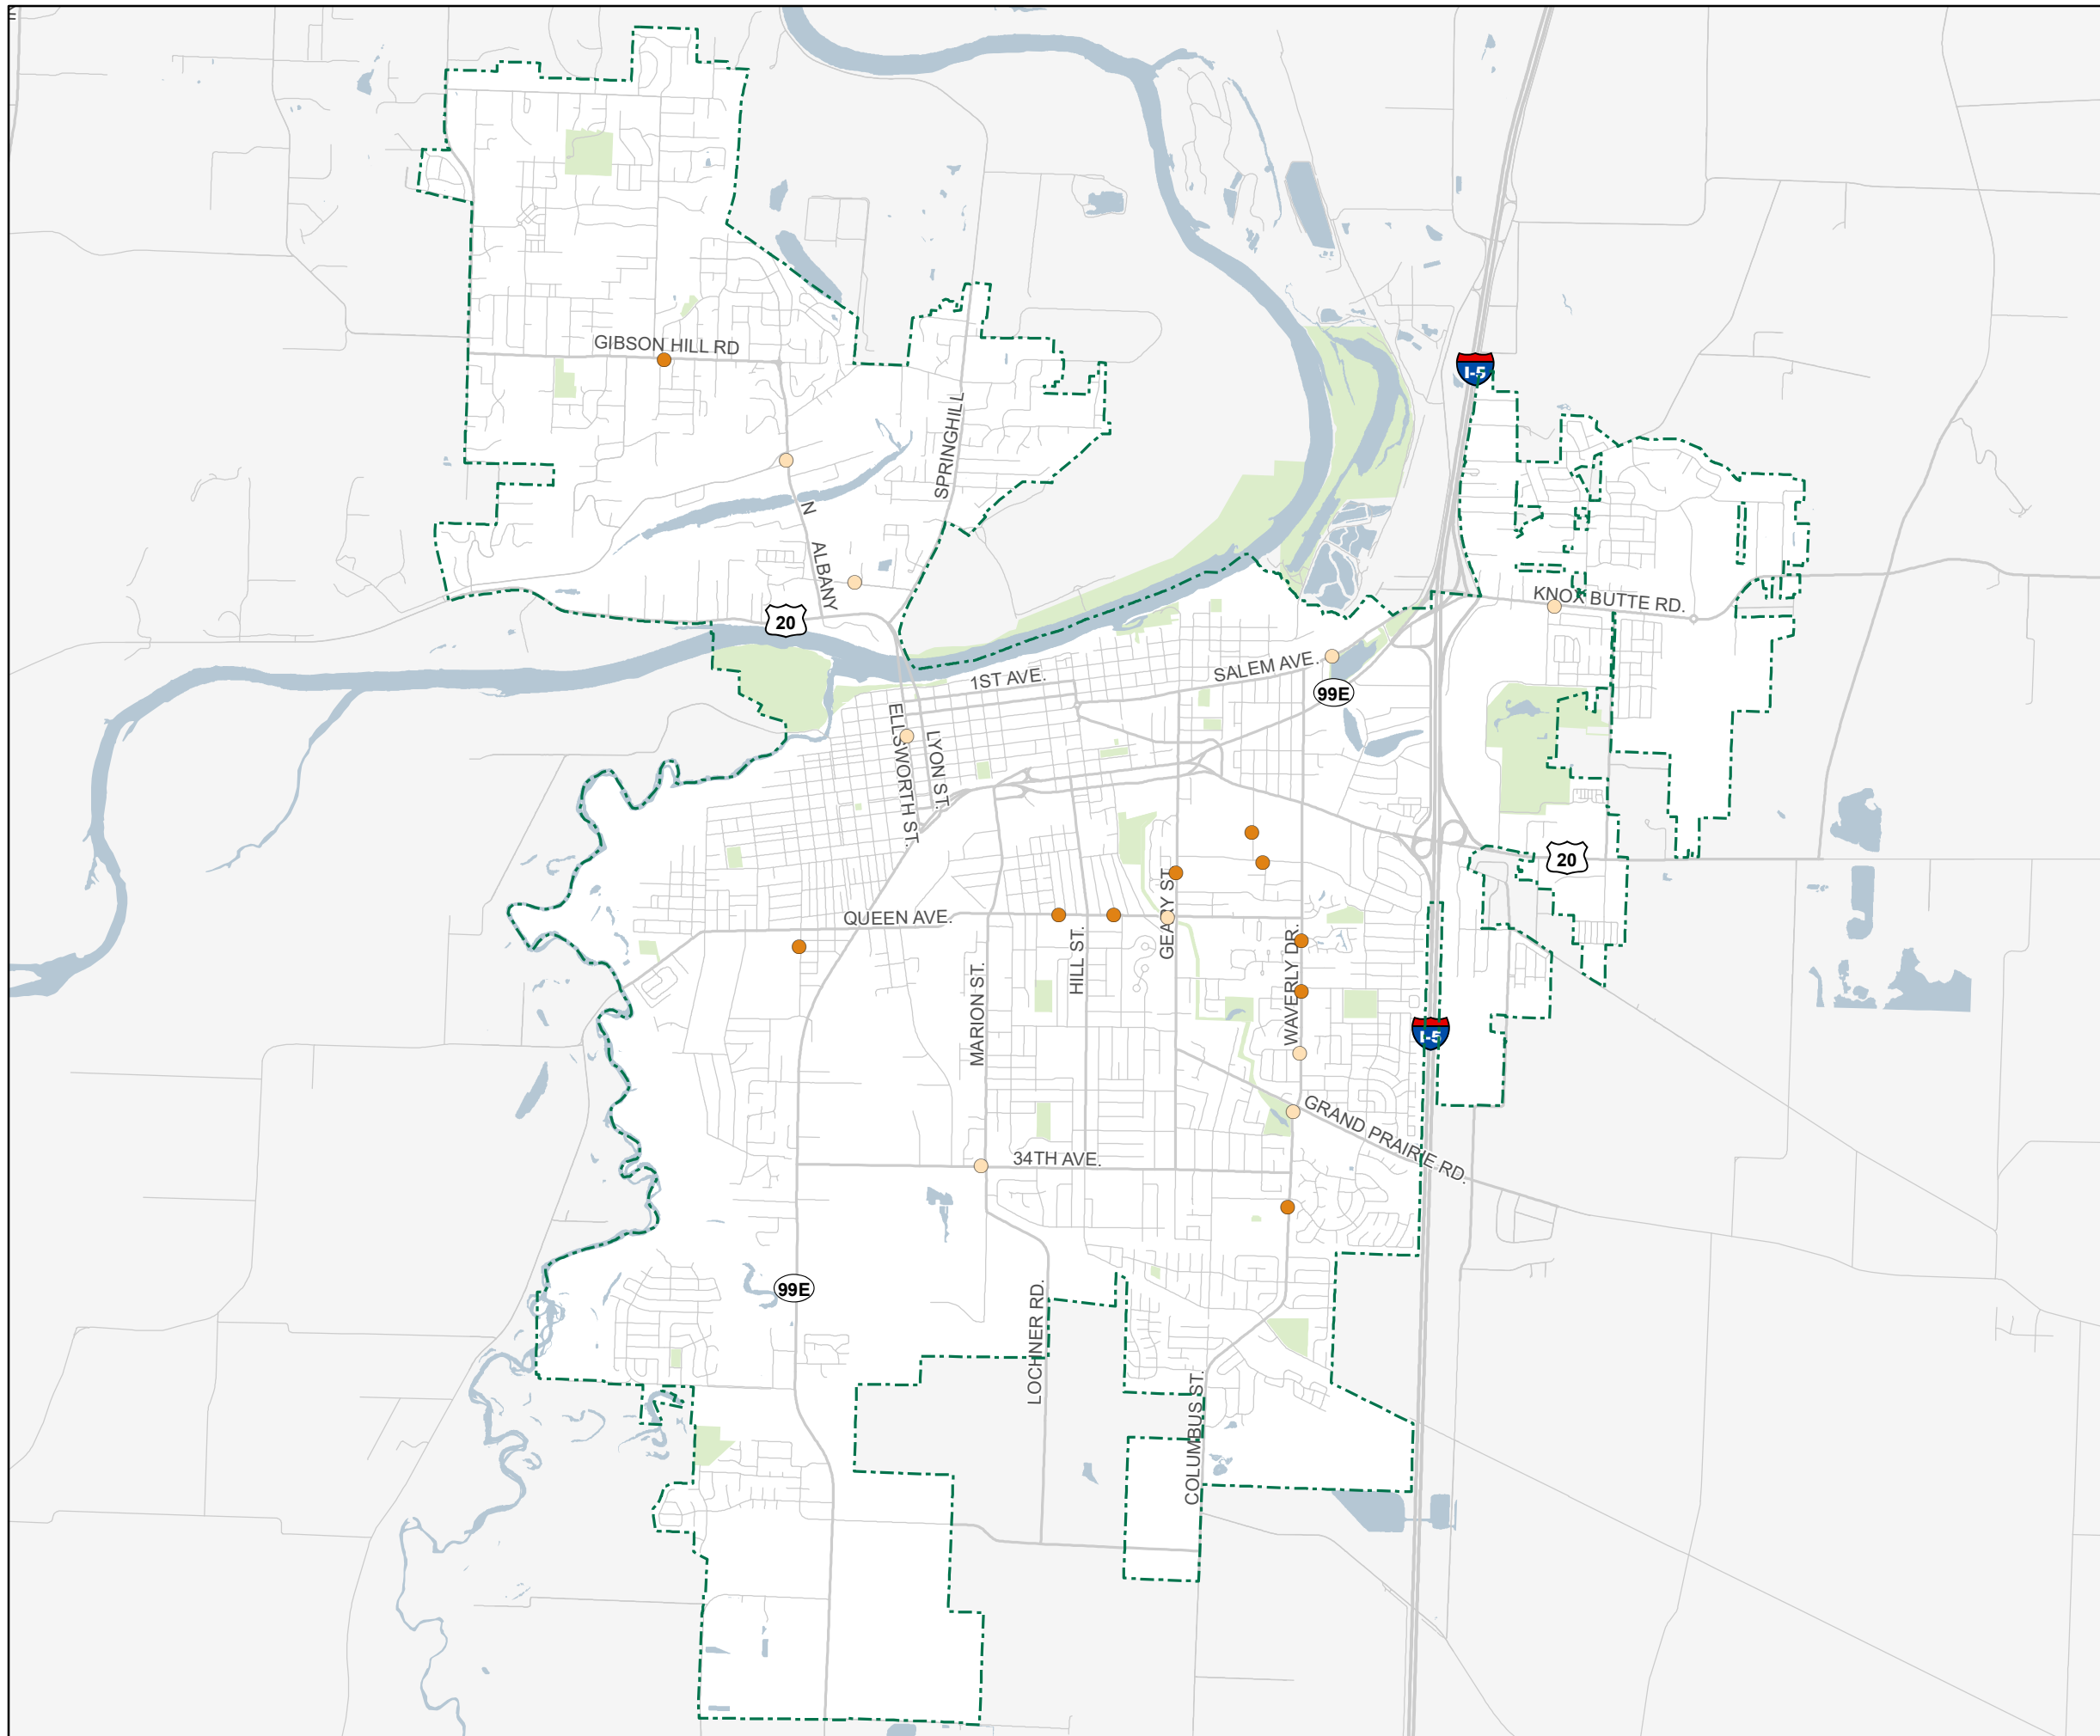 GIBSON HILL RD
I-5
SPRINGHILL
N ALBANY
20
KNOX BUTTE RD.
SALEM AVE.
1ST AVE.
99E
ELLSWORTH ST.
LYON ST.
20
GEARY ST
QUEEN AVE.
HILL ST.
WAVERLY DR.
MARION ST.
I-5
GRAND PRAIRIE RD.
34TH AVE.
99E
LOCHNER RD.
COLUMBUS ST.